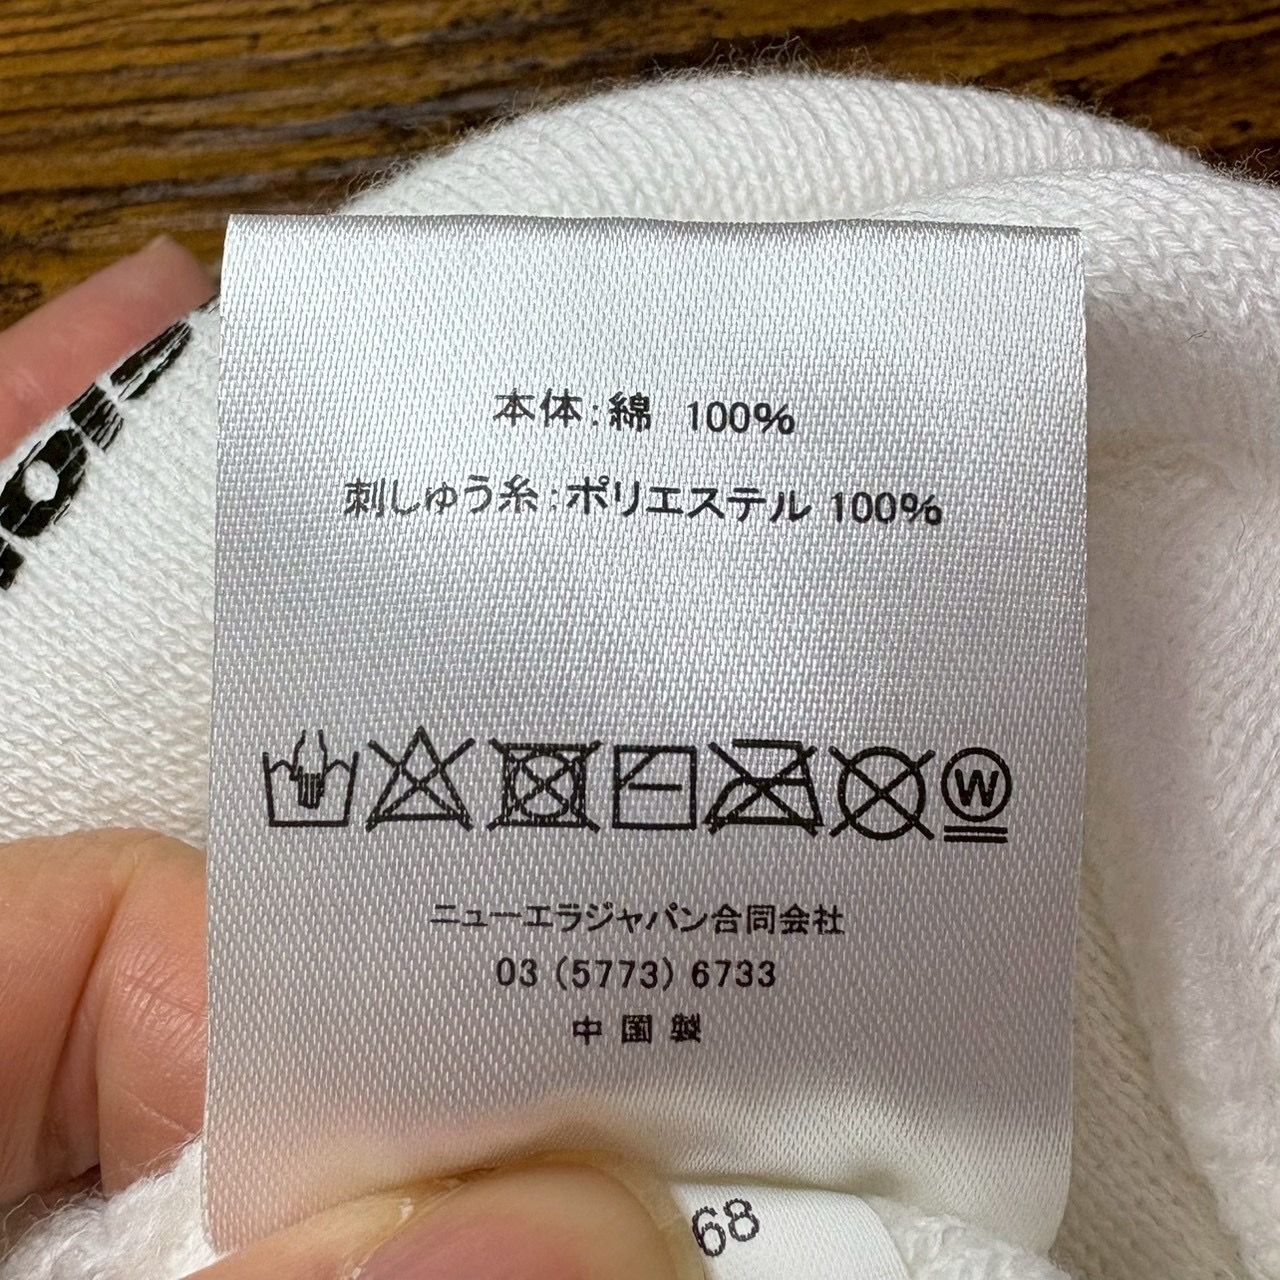 本体：綿 100%
刺しゅう糸：ポリエステル 100%
W
ニューエラジャパン合同会社
03 (5773) 6733
中国製
68